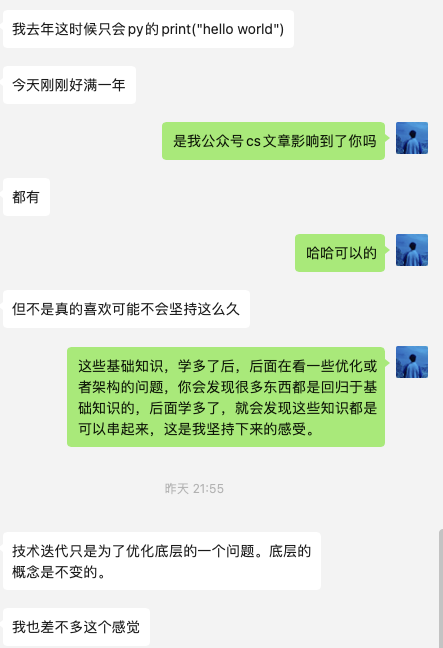 我去年这时候只会py的print("hello world")
今天刚刚好满一年
是我公众号cs文章影响到了你吗
都有
哈哈可以的
但不是真的喜欢可能不会坚持这么久
这些基础知识，学多了后，后面在看一些优化或
者架构的问题，你会发现很多东西都是回归于基
础知识的，后面学多了，就会发现这些知识都是
可以串起来，这是我坚持下来的感受。
昨天 21:55
技术迭代只是为了优化底层的一个问题。底层的
概念是不变的。
我也差不多这个感觉